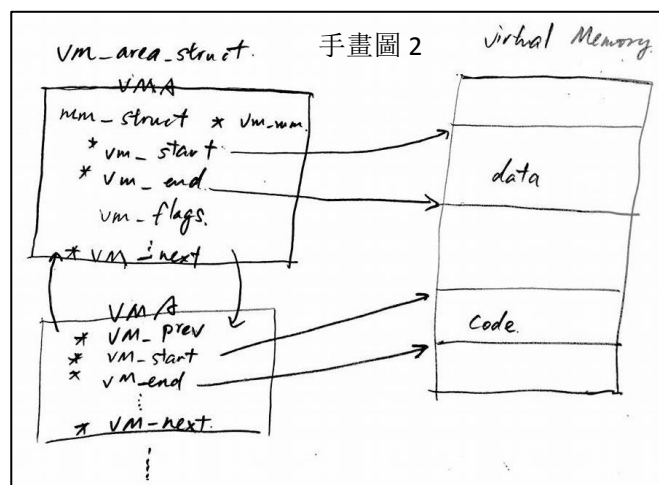 手畫圖 2
vm_area_struct.
VMA
mm_struct * vm_mm.
* vm_start
* vm_end
vm_flags.
* VM_next
VMA
* VM_prev
* vm_start
* vm_end
* VM_next.
virtual Memory.
data
code.